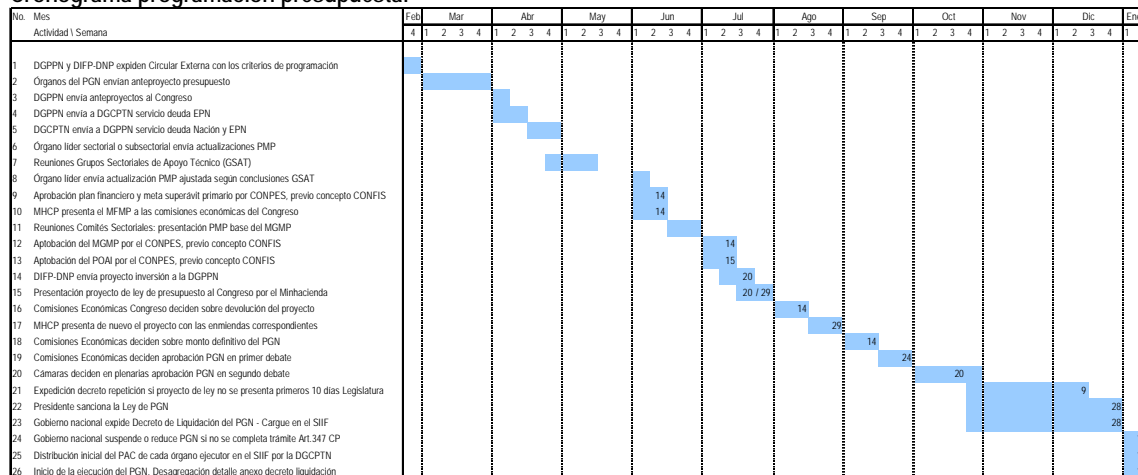 Cronograma programación presupuestal
No. Mes Feb Mar Abr May Jun Jul Ago Sep Oct Nov Dic Ene
Actividad \ Semana 4 1 2 3 4 1 2 3 4 1 2 3 4 1 2 3 4 1 2 3 4 1 2 3 4 1 2 3 4 1 2 3 4 1 2 3 4 1 2 3 4 1
1 DGPPN y DIFP-DNP expiden Circular Externa con los criterios de programación
2 Órganos del PGN envían anteproyecto presupuesto
3 DGPPN envía anteproyectos al Congreso
4 DGPPN envía a DGCPTN servicio deuda EPN
5 DGCPTN envía a DGPPN servicio deuda Nación y EPN
6 Órgano líder sectorial o subsectorial envía actualizaciones PMP
7 Reuniones Grupos Sectoriales de Apoyo Técnico (GSAT)
8 Órgano líder envía actualización PMP ajustada según conclusiones GSAT
9 Aprobación plan financiero y meta superávit primario por CONPES, previo concepto CONFIS 14
10 MHCP presenta el MFMP a las comisiones económicas del Congreso 14
11 Reuniones Comités Sectoriales: presentación PMP base del MGMP
12 Aptobación del MGMP por el CONPES, previo concepto CONFIS 14
13 Aptobación del POAI por el CONPES, previo concepto CONFIS 15
14 DIFP-DNP envía proyecto inversión a la DGPPN 20
15 Presentación proyecto de ley de presupuesto al Congreso por el Minhacienda 20 / 29
16 Comisiones Económicas Congreso deciden sobre devolución del proyecto 14
17 MHCP presenta de nuevo el proyecto con las enmiendas correspondientes 29
18 Comisiones Económicas deciden sobre monto definitivo del PGN 14
19 Comisiones Económicas deciden aprobación PGN en primer debate 24
20 Cámaras deciden en plenarias aprobación PGN en segundo debate 20
21 Expedición decreto repetición si proyecto de ley no se presenta primeros 10 días Legislatura 9
22 Presidente sanciona la Ley de PGN 28
23 Gobierno nacional expide Decreto de Liquidación del PGN - Cargue en el SIIF 28
24 Gobierno nacional suspende o reduce PGN si no se completa trámite Art.347 CP
25 Distribución inicial del PAC de cada órgano ejecutor en el SIIF por la DGCPTN
26 Inicio de la ejecución del PGN. Desagregación detalle anexo decreto liquidación